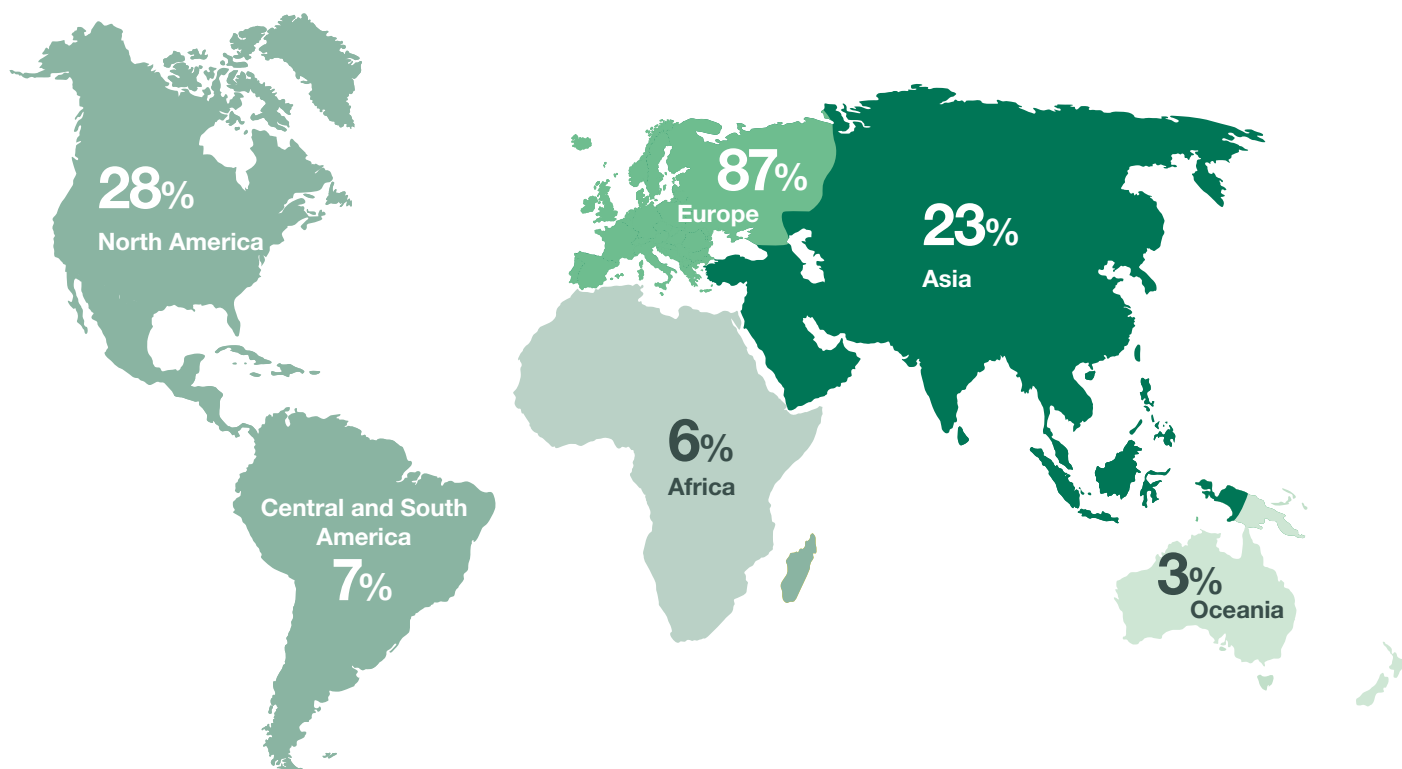 28%
North America
87%
Europe
23%
Asia
6%
Africa
Central and South
America
7%
3%
Oceania